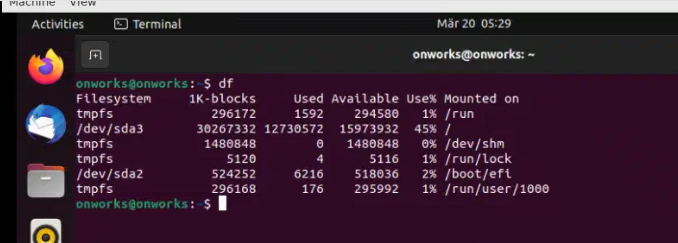 Machine View
Activities Terminal Mär 20 05:29
onworks@onworks: ~
onworks@onworks:~$ df
Filesystem 1K-blocks Used Available Use% Mounted on
tmpfs 296172 1592 294580 1% /run
/dev/sda3 30267332 12730572 15973932 45% /
tmpfs 1480848 0 1480848 0% /dev/shm
tmpfs 5120 4 5116 1% /run/lock
/dev/sda2 524252 6216 518036 2% /boot/efi
tmpfs 296168 176 295992 1% /run/user/1000
onworks@onworks:~$